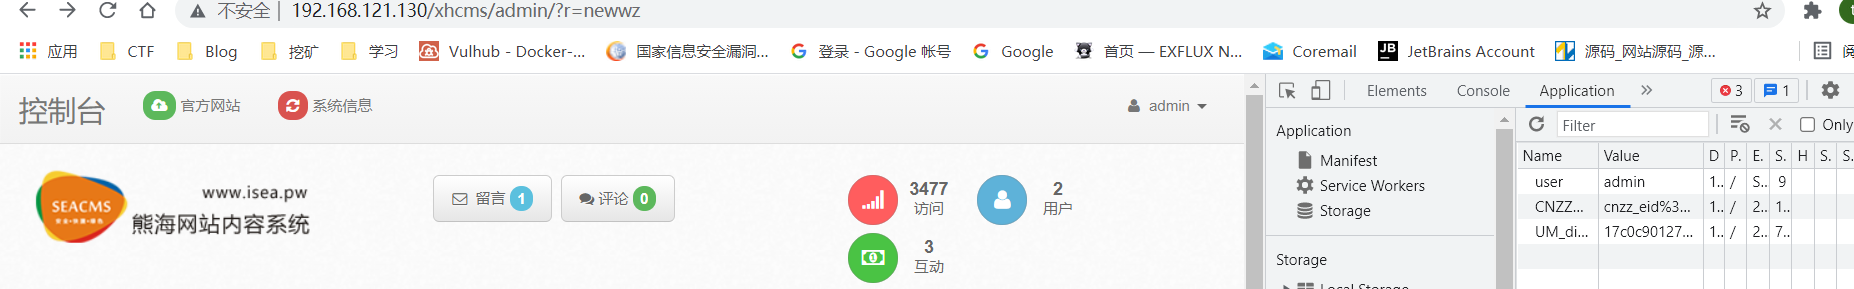 不安全 192.168.121.130/xhcms/admin/?r=newwz
应用 CTF Blog 挖矿 学习 Vulhub - Docker-... 国家信息安全漏洞... 登录 - Google 帐号 Google 首页 — EXFLUX N... Coremail JetBrains Account 源码_网站源码_源...
控制台 官方网站 系统信息 admin
SEACMS
www.isea.pw
熊海网站内容系统
留言 1 评论 0
3477
访问
2
用户
3
互动
Elements Console Application 3 1
Application
Manifest
Service Workers
Storage
Storage
Local Storage
Filter Only
Name Value D P. E. S. H S. S.
user admin 1.. / S.. 9
CNZZ... cnzz_eid%3... 1.. / 2.. 1..
UM_di... 17c0c90127... 1.. / 2.. 7..